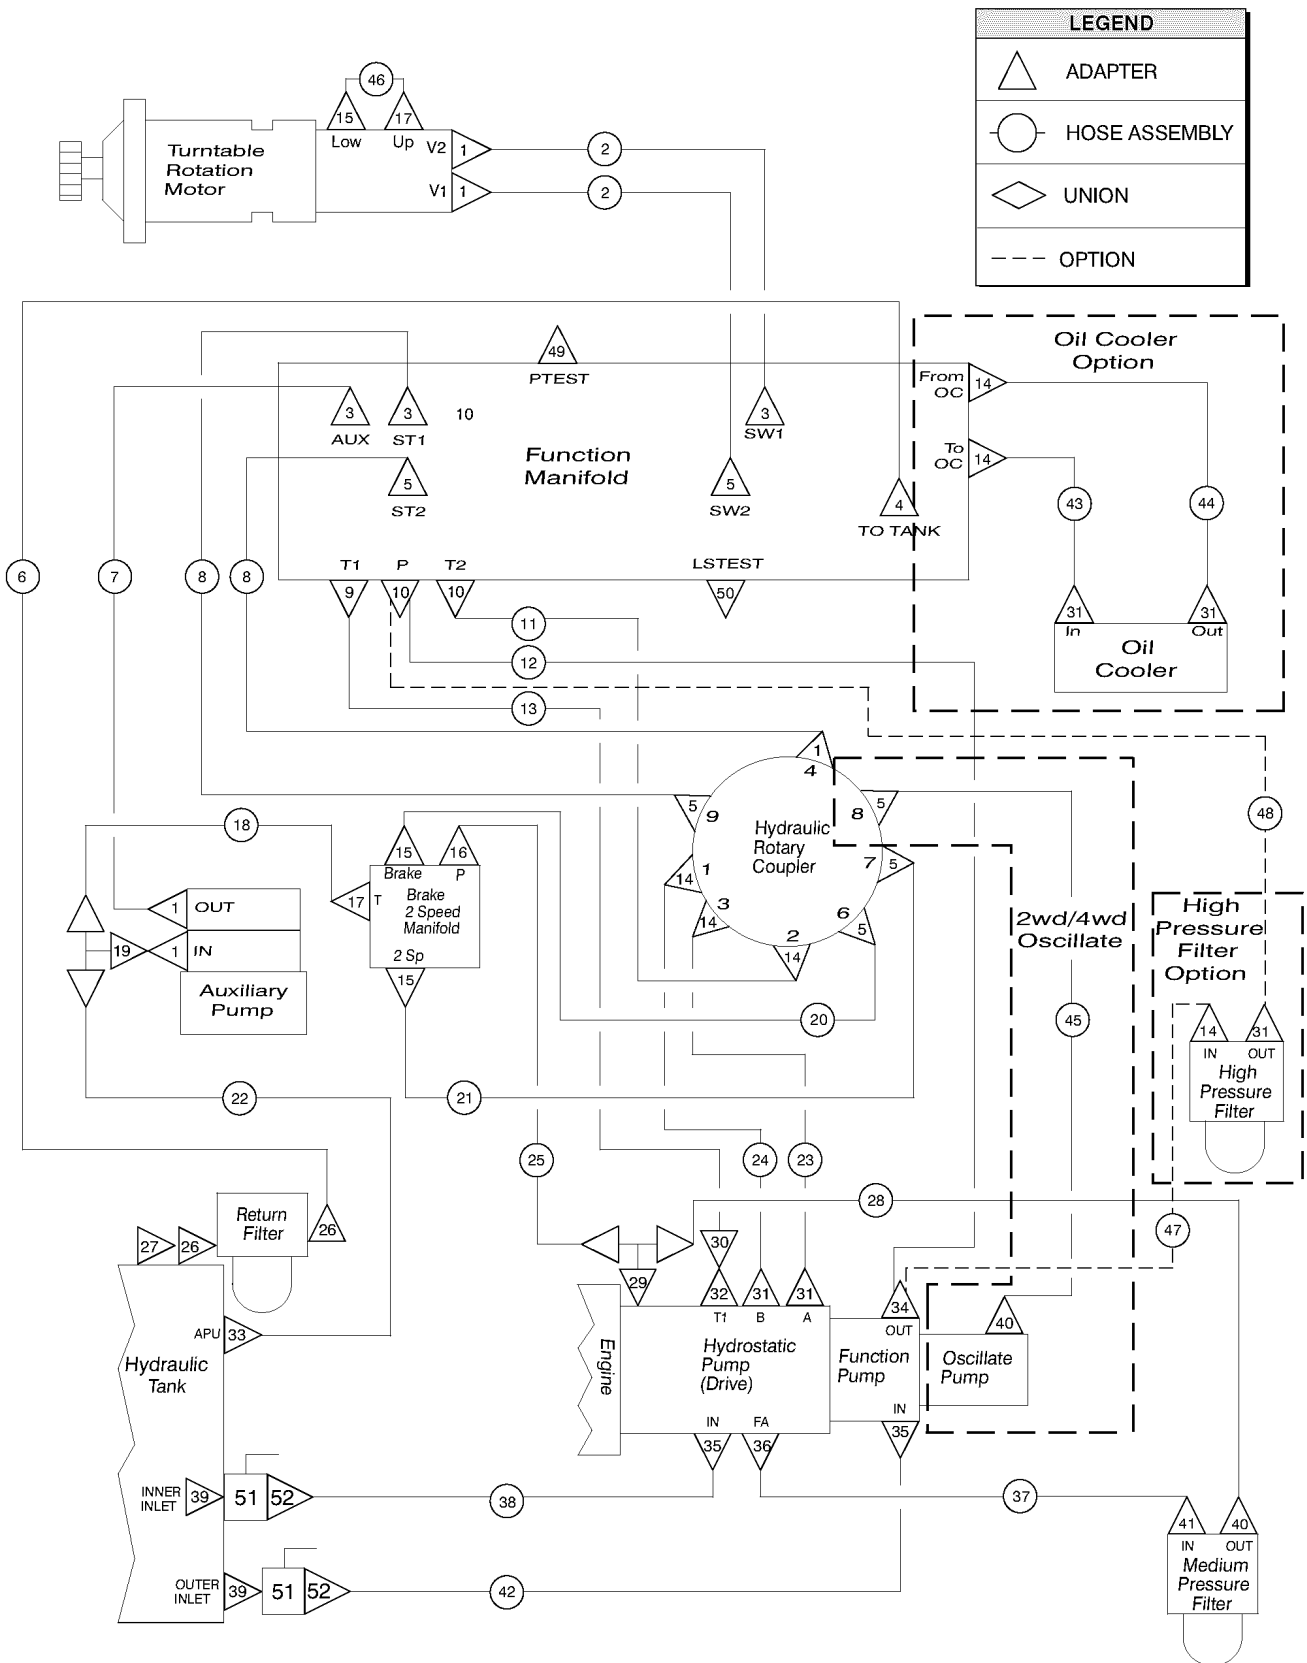 LEGEND
ADAPTER
HOSE ASSEMBLY
UNION
OPTION
46
15
17
Low
Up
V2
1
2
V1
1
2
Turntable
Rotation
Motor
49
PTEST
3
AUX
3
ST1
10
5
ST2
Function
Manifold
3
SW1
5
SW2
4
TO TANK
From
OC
14
To
OC
14
Oil Cooler
Option
43
44
31
In
31
Out
Oil
Cooler
6
7
8
8
T1
P
T2
LSTEST
9
10
10
50
11
12
13
1
4
5
9
8
5
Hydraulic
Rotary
Coupler
1
14
7
5
3
14
6
5
2
14
48
18
15
16
Brake
P
17
T
Brake
2 Speed
Manifold
2 Sp
15
1
OUT
19
1
IN
Auxiliary
Pump
2wd/4wd
Oscillate
High
Pressure
Filter
Option
20
45
14
31
IN
OUT
High
Pressure
Filter
22
21
25
24
23
28
47
Return
Filter
26
27
26
30
29
32
31
31
34
40
T1
B
A
OUT
APU
33
Hydraulic
Tank
Engine
Hydrostatic
Pump
(Drive)
Function
Pump
Oscillate
Pump
IN
FA
IN
35
36
35
INNER
INLET
39
51
52
38
37
41
40
IN
OUT
Medium
Pressure
Filter
OUTER
INLET
39
51
52
42